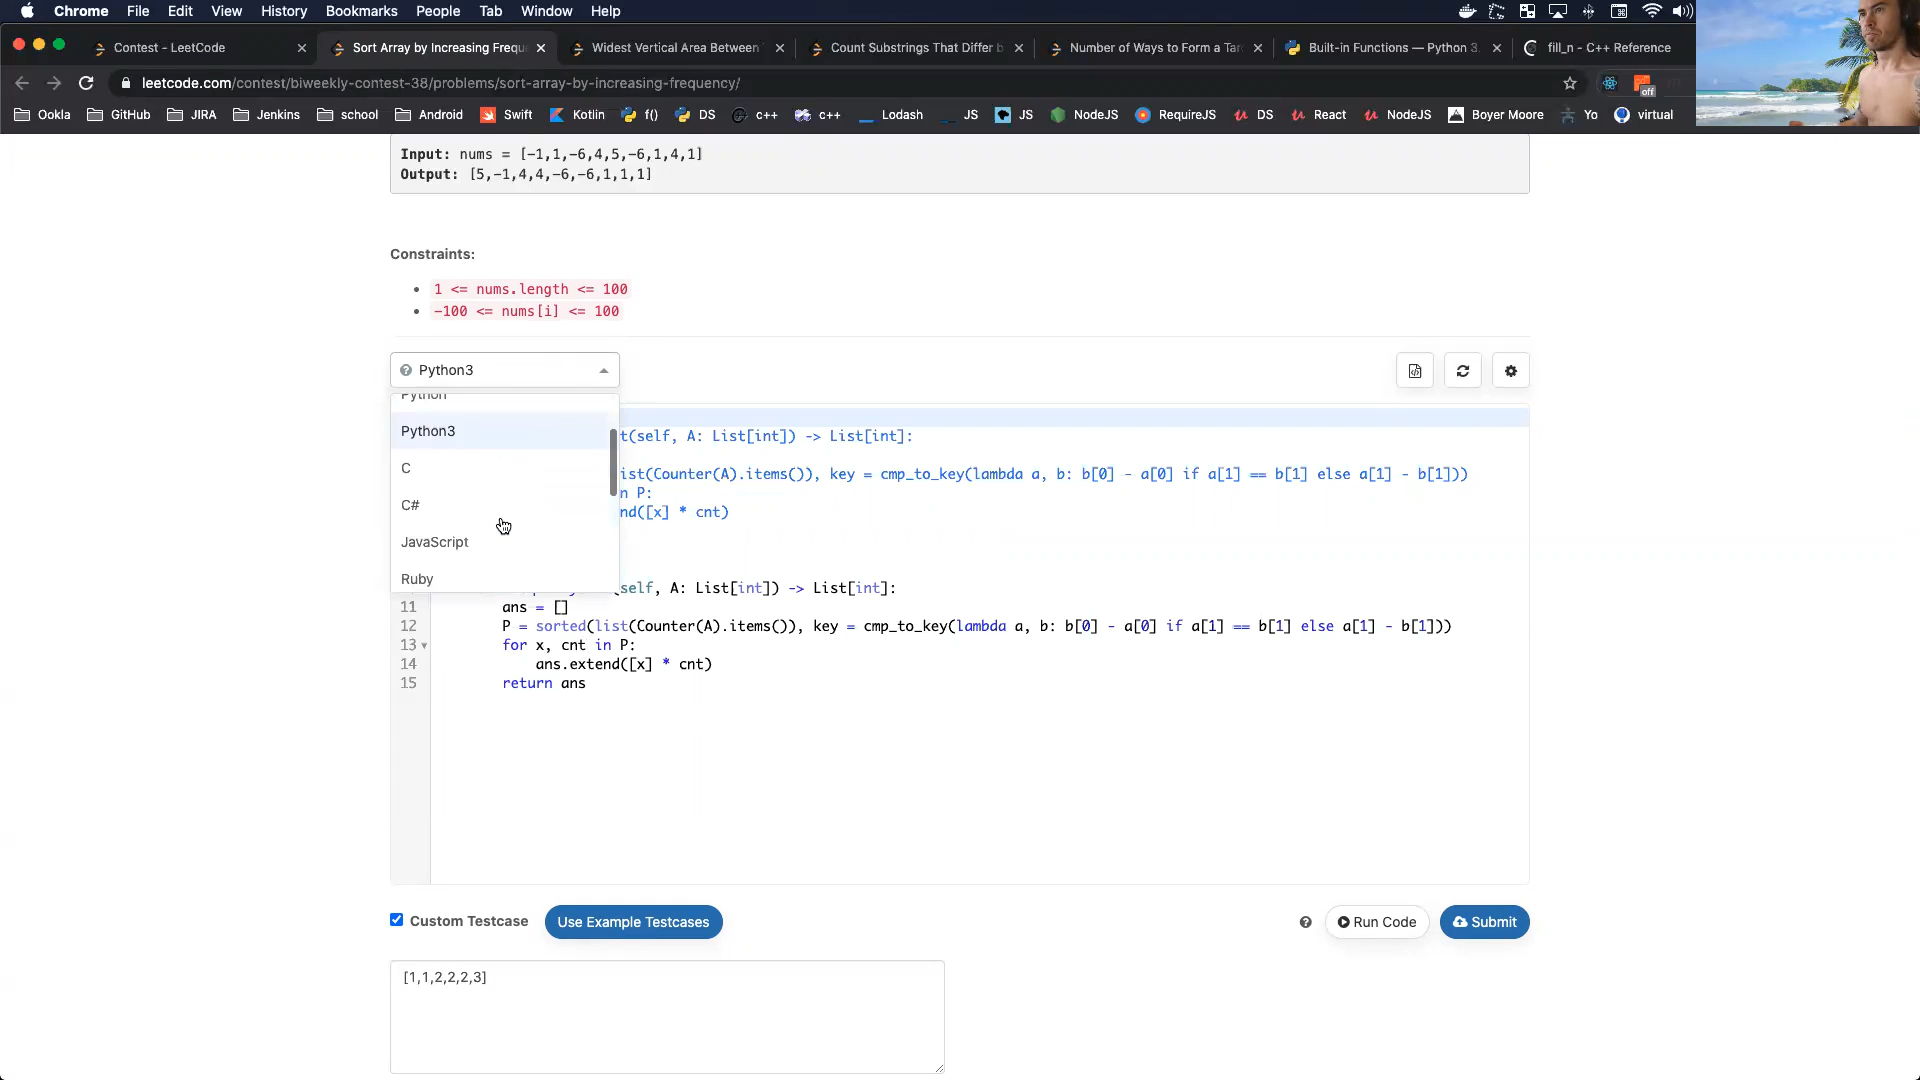 Chrome File Edit View History Bookmarks People Tab Window Help
Contest - LeetCode
Sort Array by Increasing Frequ
Widest Vertical Area Between
Count Substrings That Differ b
Number of Ways to Form a Tar
Built-in Functions — Python 3.
fill_n - C++ Reference
leetcode.com/contest/biweekly-contest-38/problems/sort-array-by-increasing-frequency/
off
Ookla GitHub JIRA Jenkins school Android Swift Kotlin f() DS c++ c++ Lodash JS JS NodeJS RequireJS DS React NodeJS Boyer Moore Yo virtual
Input: nums = [-1,1,-6,4,5,-6,1,4,1]
Output: [5,-1,4,4,-6,-6,1,1,1]
Constraints:
1 <= nums.length <= 100
-100 <= nums[i] <= 100
Python3
Python
Python3
C
C#
JavaScript
Ruby
t(self, A: List[int]) -> List[int]:
ist(Counter(A).items()), key = cmp_to_key(lambda a, b: b[0] - a[0] if a[1] == b[1] else a[1] - b[1]))
n P:
nd([x] * cnt)
self, A: List[int]) -> List[int]:
11 ans = []
12 P = sorted(list(Counter(A).items()), key = cmp_to_key(lambda a, b: b[0] - a[0] if a[1] == b[1] else a[1] - b[1]))
13 for x, cnt in P:
14 ans.extend([x] * cnt)
15 return ans
Custom Testcase Use Example Testcases Run Code Submit
[1,1,2,2,2,3]